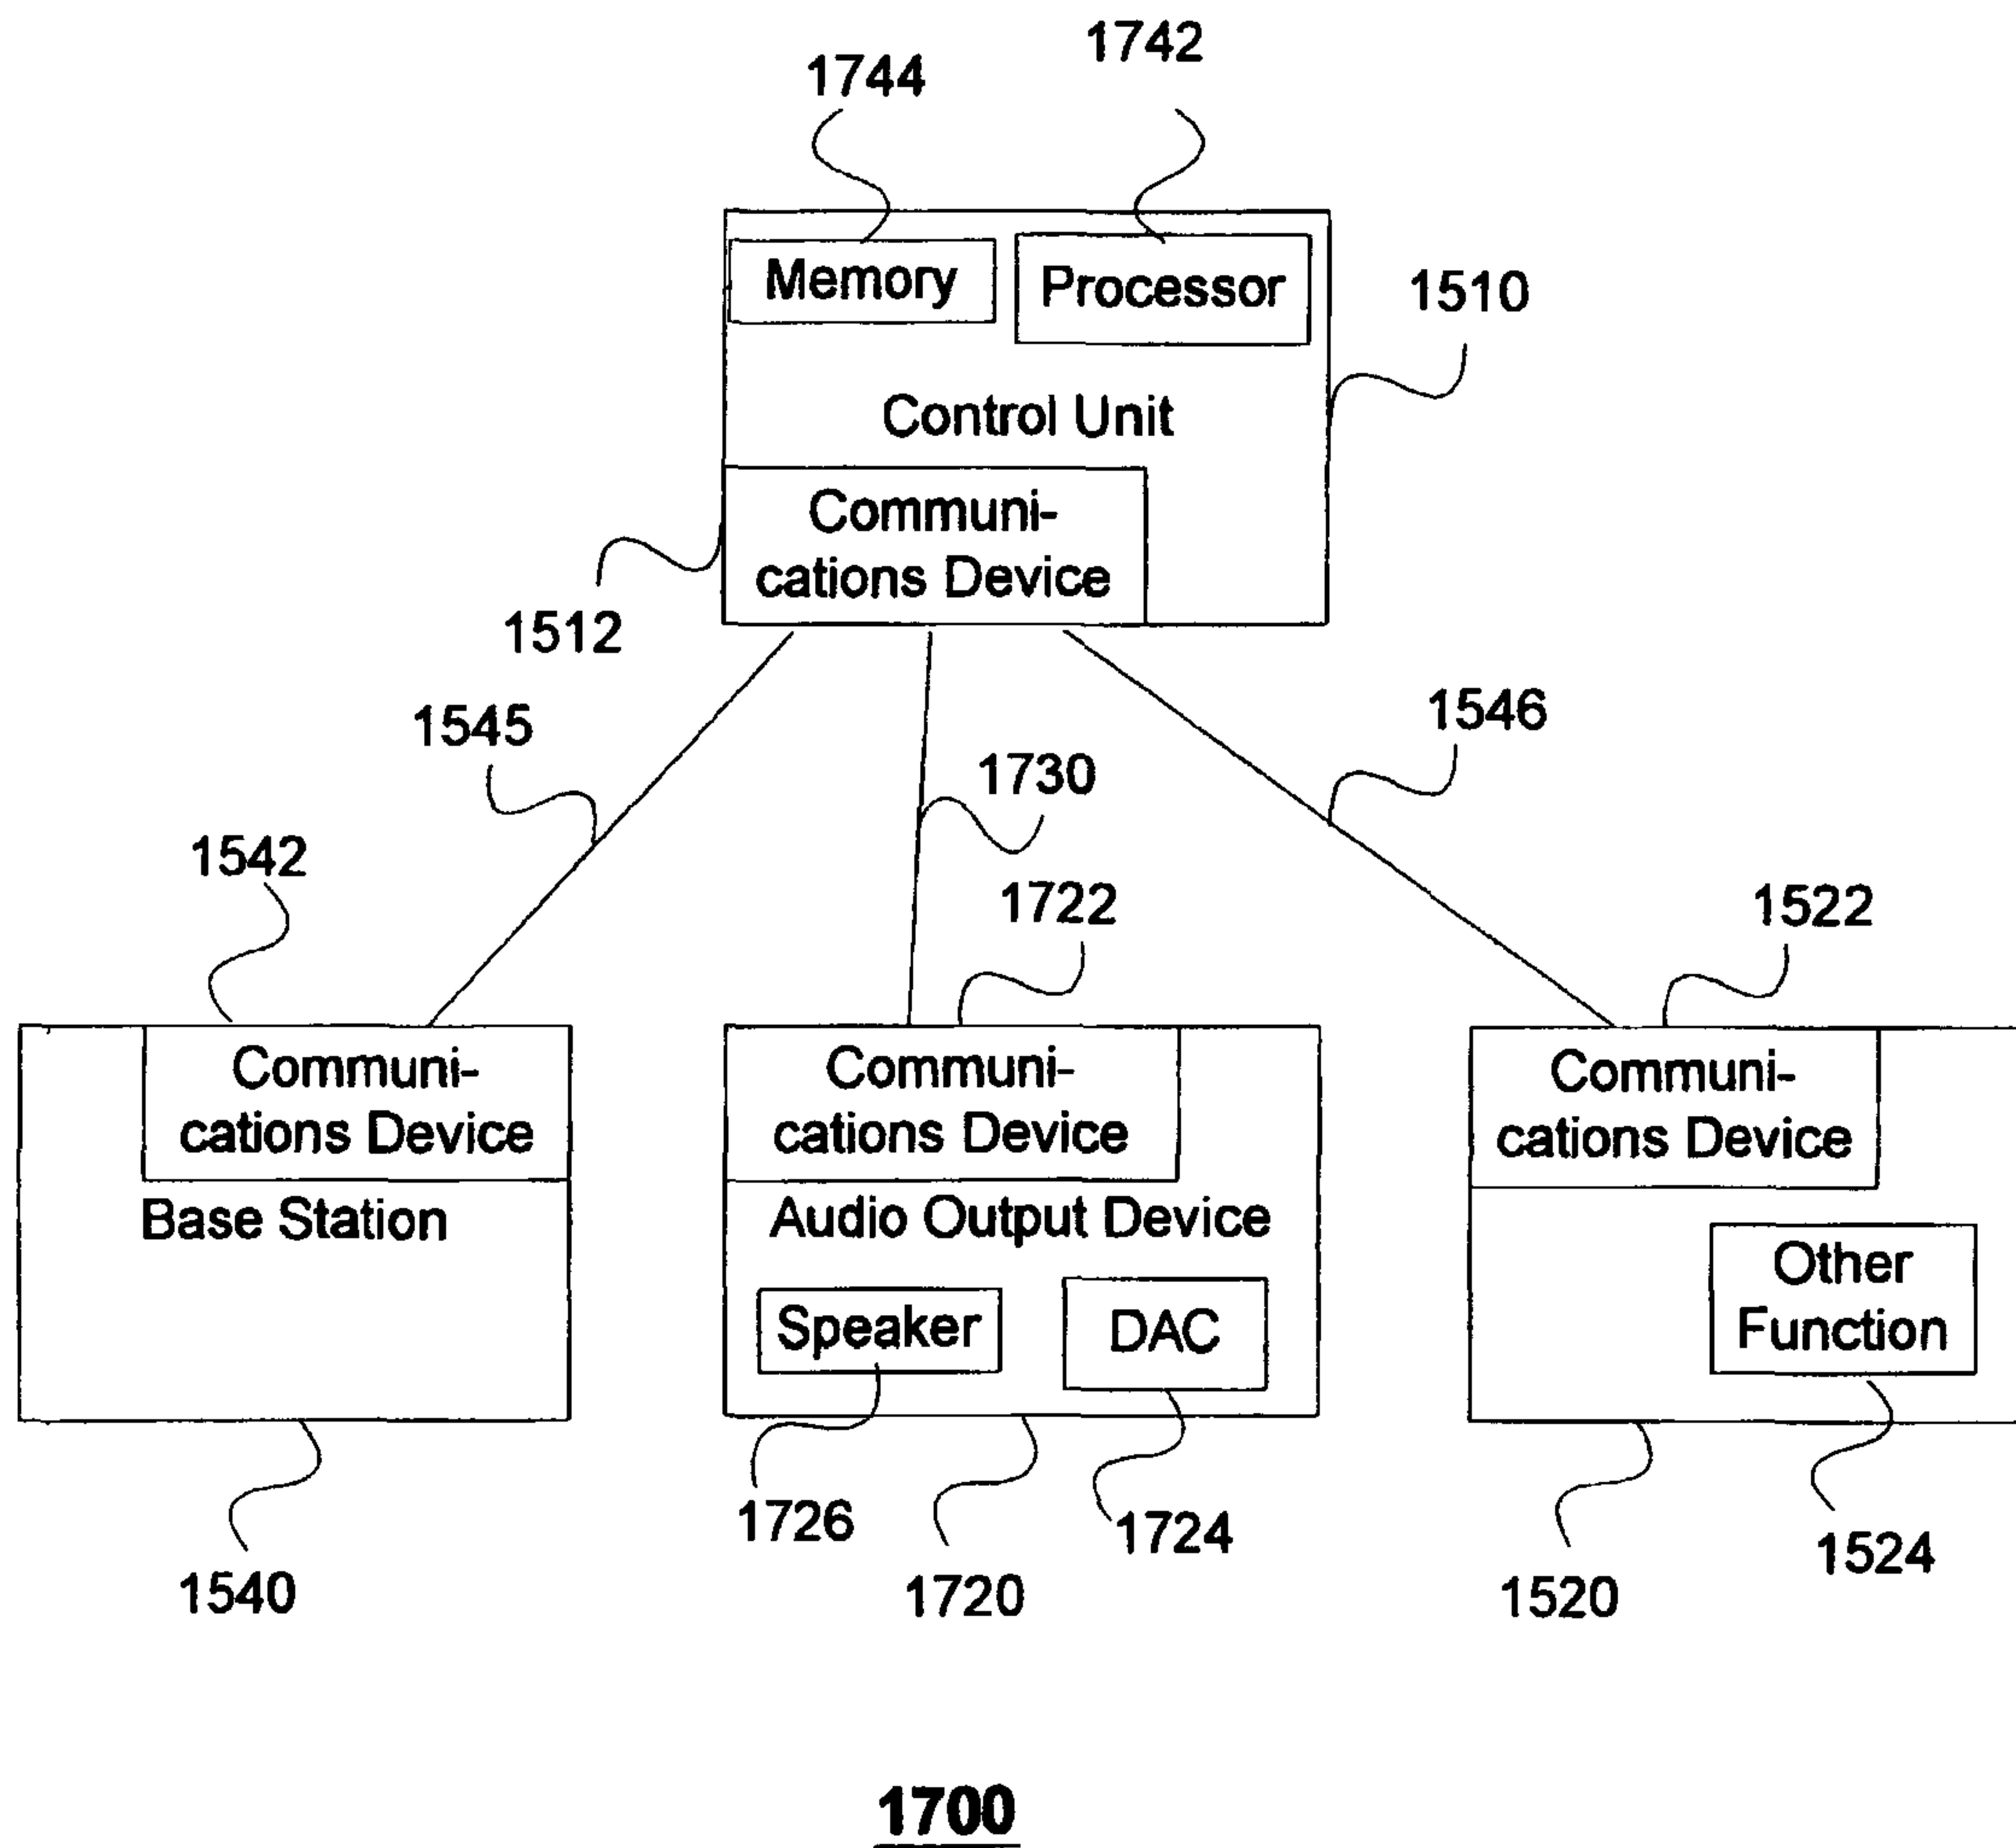 1742
1744
Memory
Processor
1510
Control Unit
Communi-
cations Device
1512
1545
1546
1730
1542
1722
1522
Communi-
cations Device
Base Station
Communi-
cations Device
Audio Output Device
Speaker
DAC
Communi-
cations Device
Other
Function
1726
1724
1524
1540
1720
1520
1700